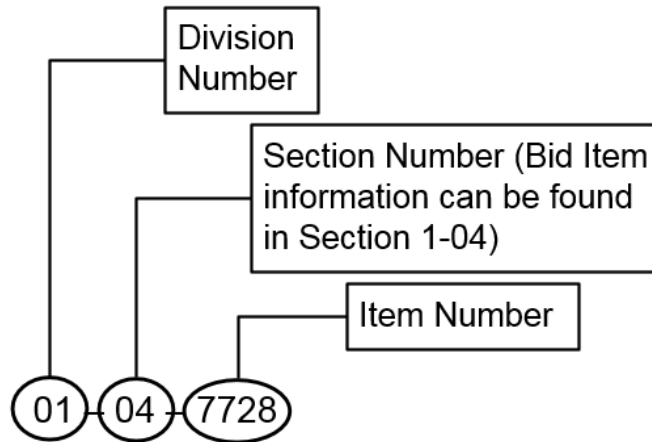 Division
Number
Section Number (Bid Item
information can be found
in Section 1-04)
Item Number
01-04-7728